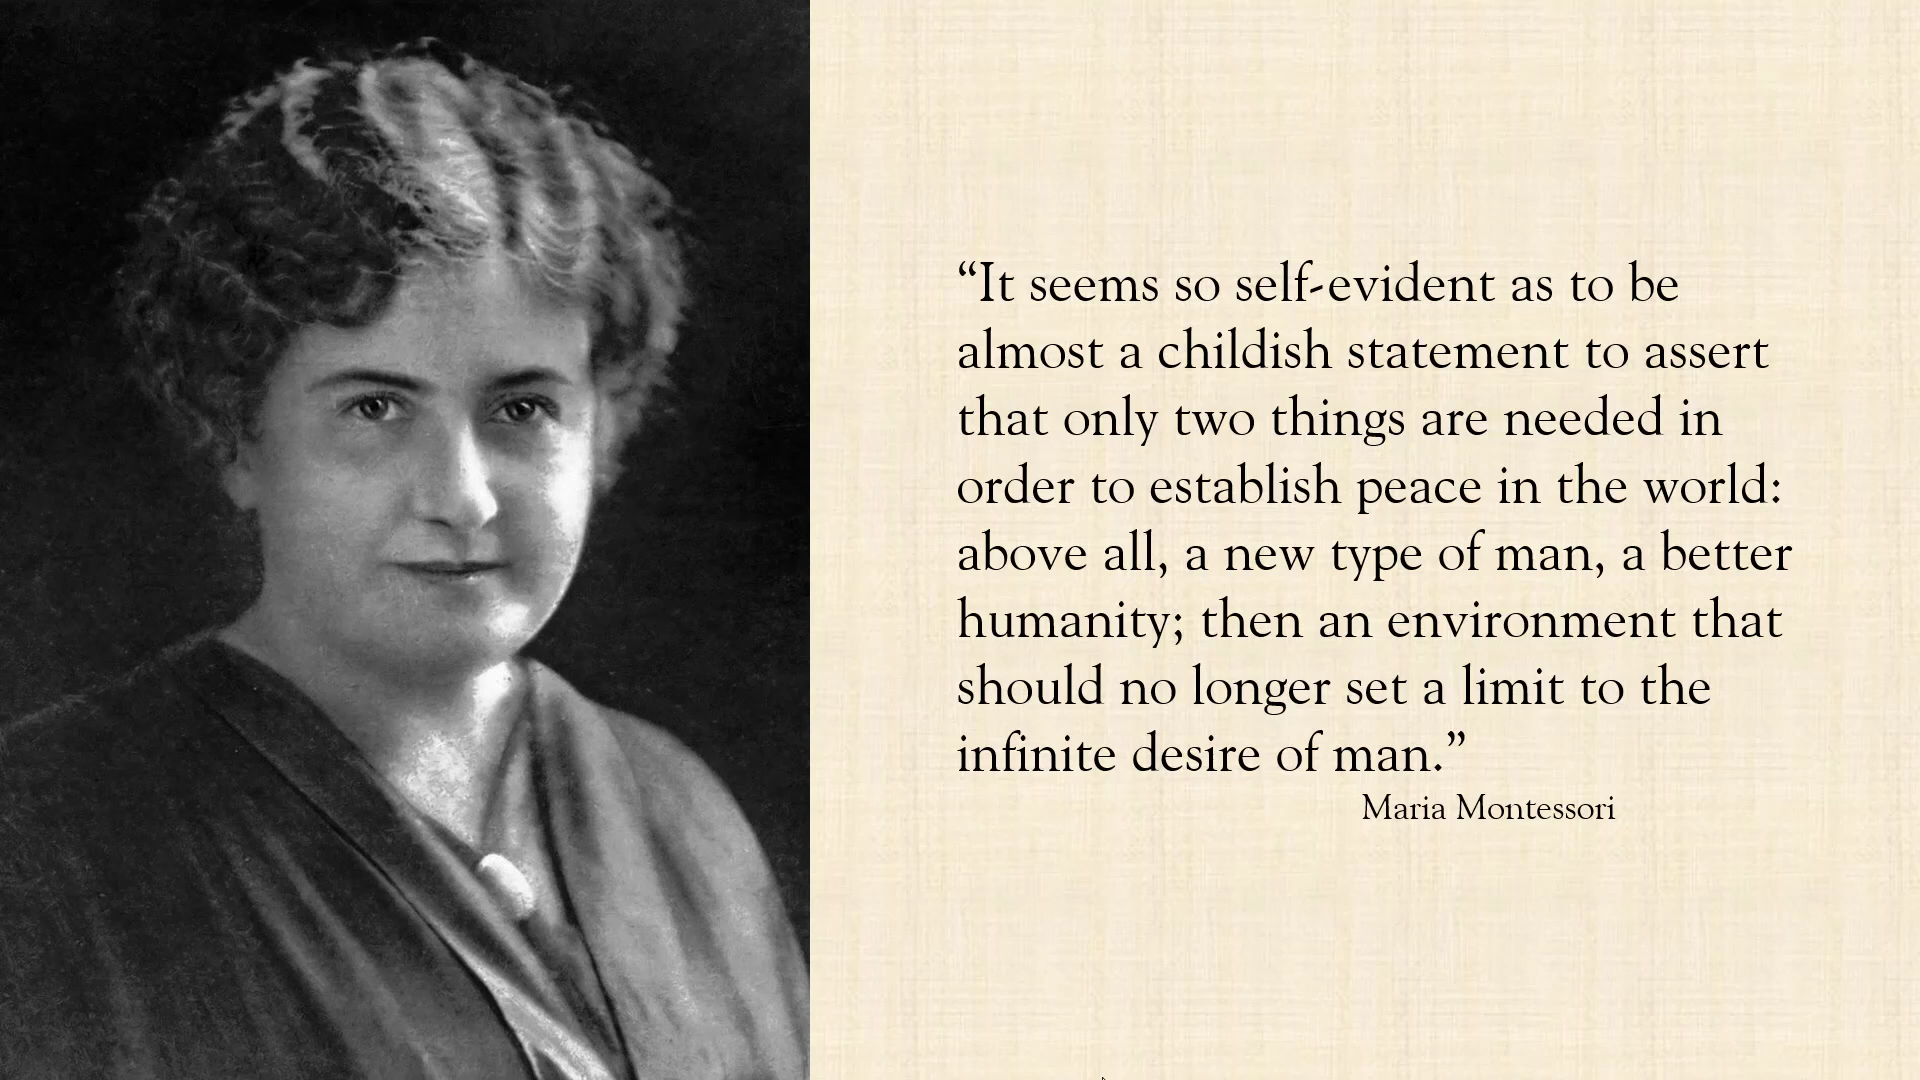 “It seems so self-evident as to be
almost a childish statement to assert
that only two things are needed in
order to establish peace in the world:
above all, a new type of man, a better
humanity; then an environment that
should no longer set a limit to the
infinite desire of man.”
Maria Montessori